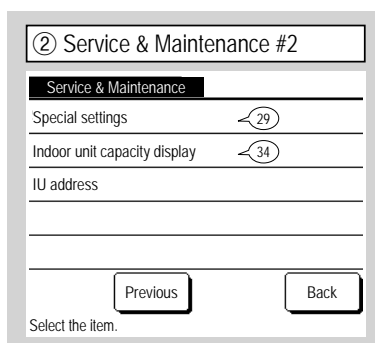 ② Service & Maintenance #2
Service & Maintenance
Special settings 29
Indoor unit capacity display 34
IU address
Previous Back
Select the item.